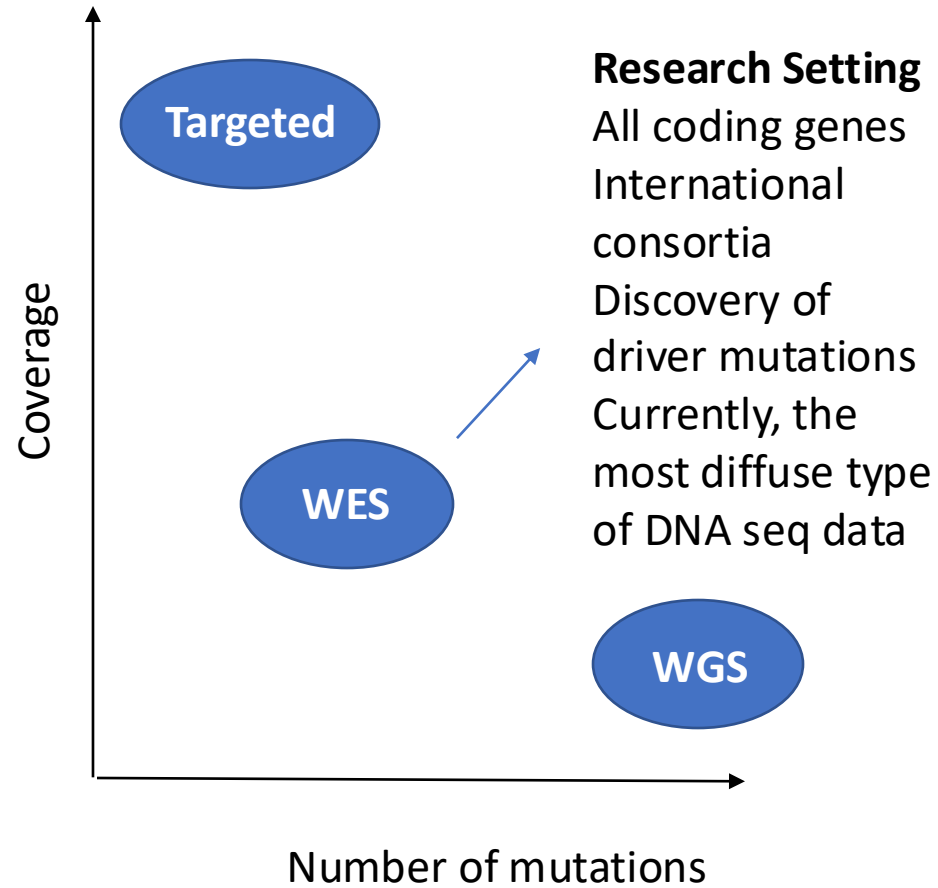 Coverage
Targeted
WES
WGS
Number of mutations
Research Setting
All coding genes
International
consortia
Discovery of
driver mutations
Currently, the
most diffuse type
of DNA seq data